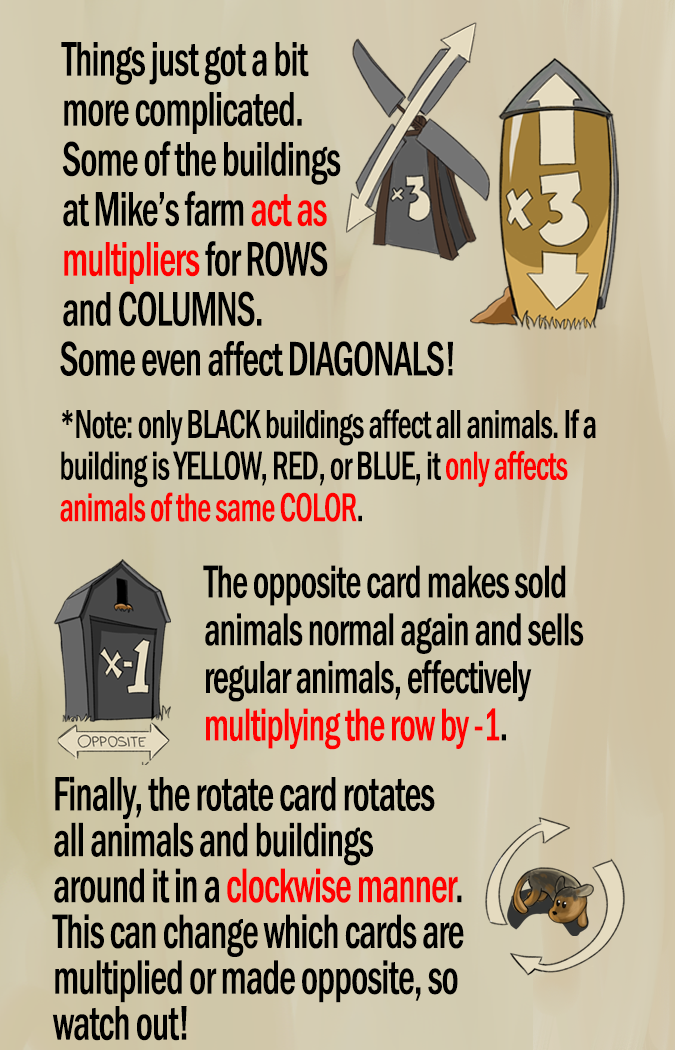 Things just got a bit
more complicated.
Some of the buildings
at Mike's farm act as
multipliers for ROWS
and COLUMNS.
Some even affect DIAGONALS!
x3
x3
*Note: only BLACK buildings affect all animals. If a
building is YELLOW, RED, or BLUE, it only affects
animals of the same COLOR.
x-1
OPPOSITE
The opposite card makes sold
animals normal again and sells
regular animals, effectively
multiplying the row by -1.
Finally, the rotate card rotates
all animals and buildings
around it in a clockwise manner.
This can change which cards are
multiplied or made opposite, so
watch out!